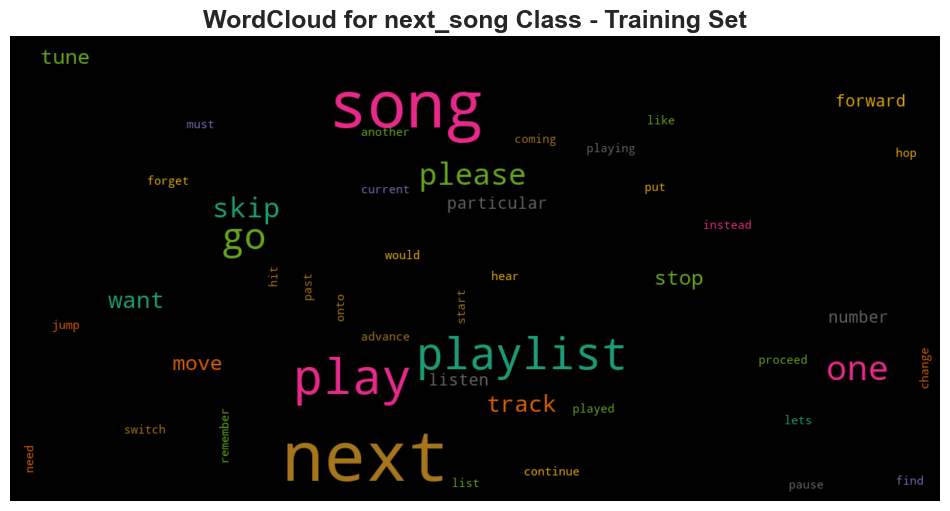 WordCloud for next_song Class - Training Set
tune
song
forward
must
another
like
coming
playing
hop
please
forget
current
put
skip
particular
go
instead
would
hit
past
hear
stop
want
onto
start
number
jump
advance
playlist
move
play
listen
proceed
one
change
track
played
switch
remember
lets
need
next
continue
list
pause
find